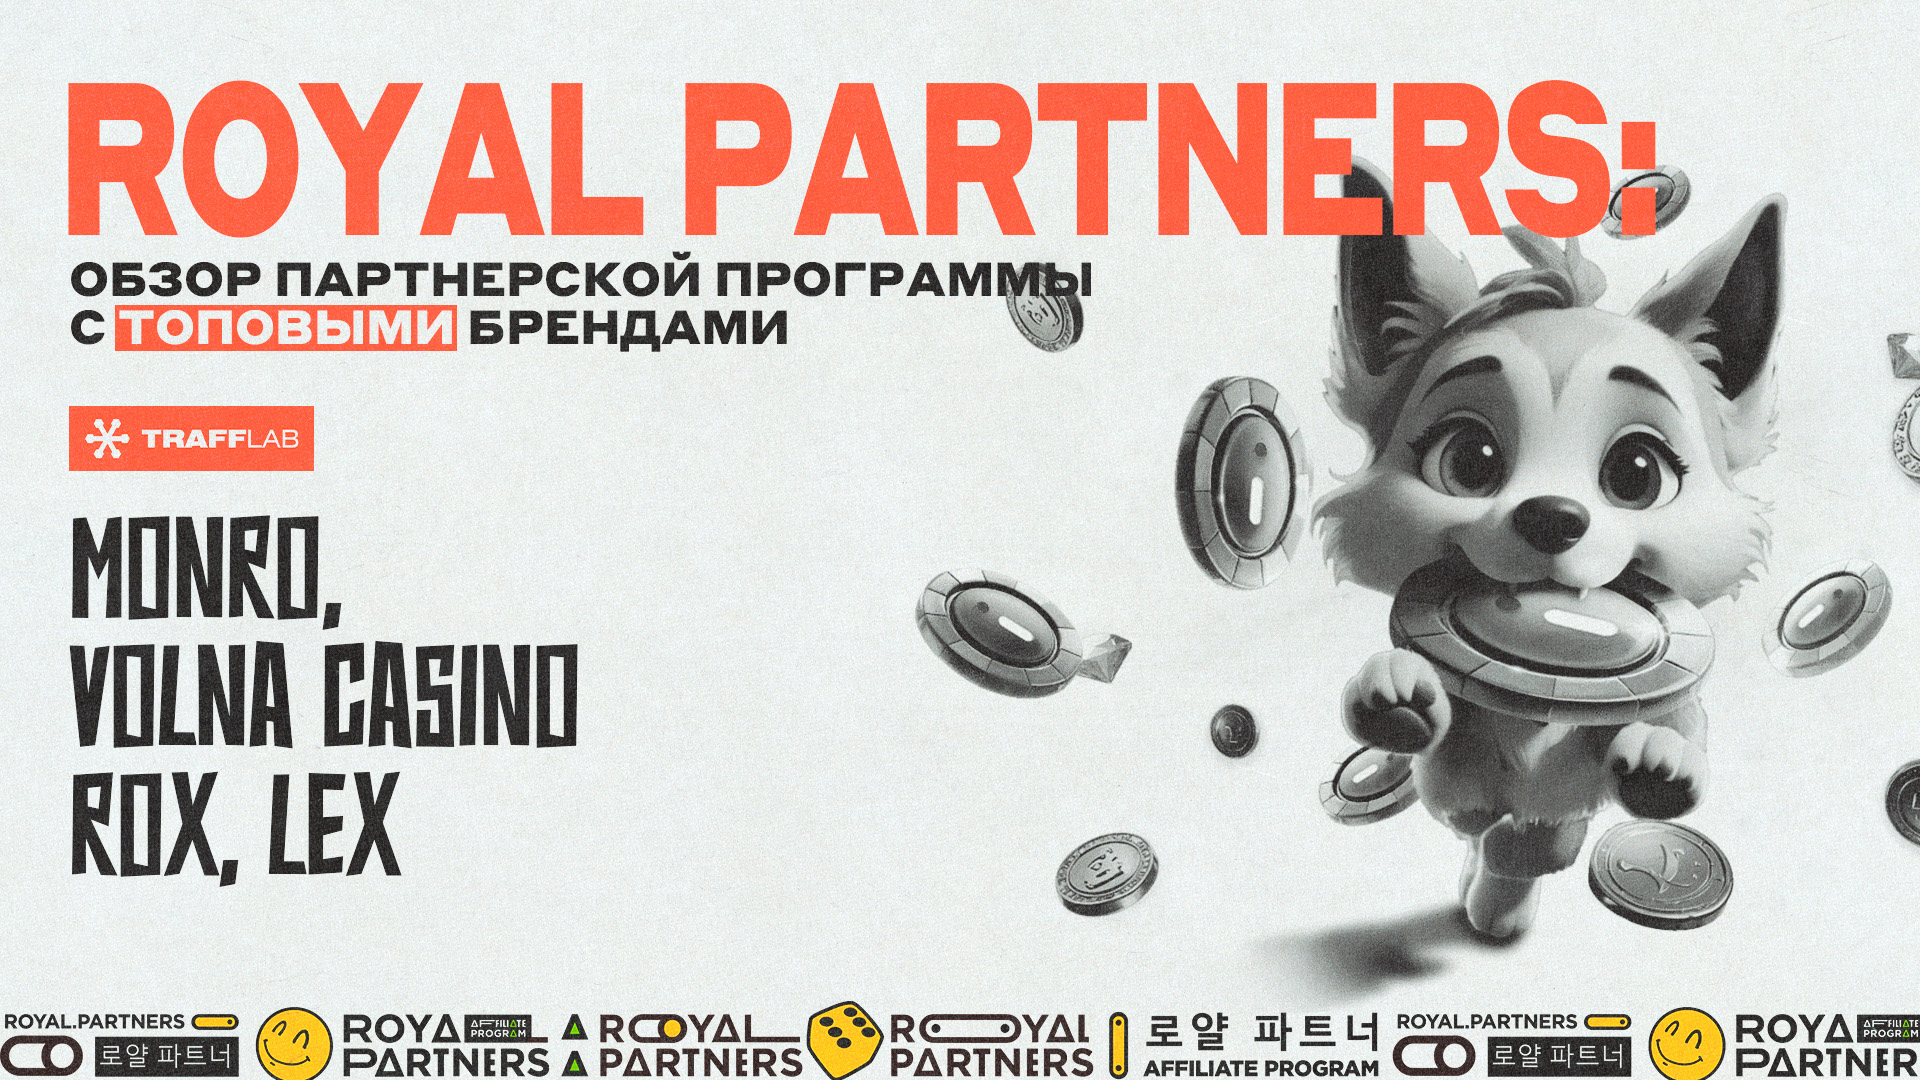 ROYAL PARTNERS:
ОБЗОР ПАРТНЕРСКОЙ ПРОГРАММЫ
С ТОПОВЫМИ БРЕНДАМИ
TRAFFLAB
MONRO,
VOLNA CASINO
ROX, LEX
ROYAL.PARTNERS
로얄 파트너
ROYAL AFFILIATE PROGRAM
PARTNERS
ROYAL
PARTNERS
ROYAL
PARTNERS
로얄 파트너
AFFILIATE PROGRAM
ROYAL.PARTNERS
로얄 파트너
ROYA AFFILIATE PROGRAM
PARTNER